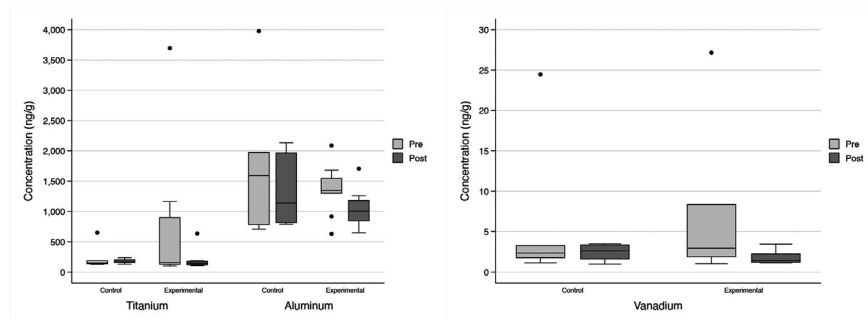 4,000
3,500
3,000
2,500
2,000
1,500
1,000
500
0
Concentration (ng/g)
Control
Experimental
Control
Experimental
Titanium
Aluminum
Pre
Post
30
25
20
15
10
5
0
Concentration (ng/g)
Control
Experimental
Vanadium
Pre
Post